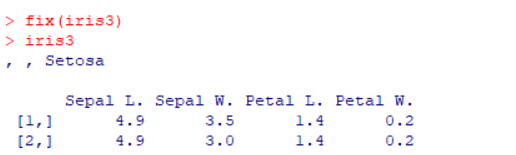 > fix(iris3)
> iris3
, , Setosa
Sepal L. Sepal W. Petal L. Petal W.
[1,] 4.9 3.5 1.4 0.2
[2,] 4.9 3.0 1.4 0.2